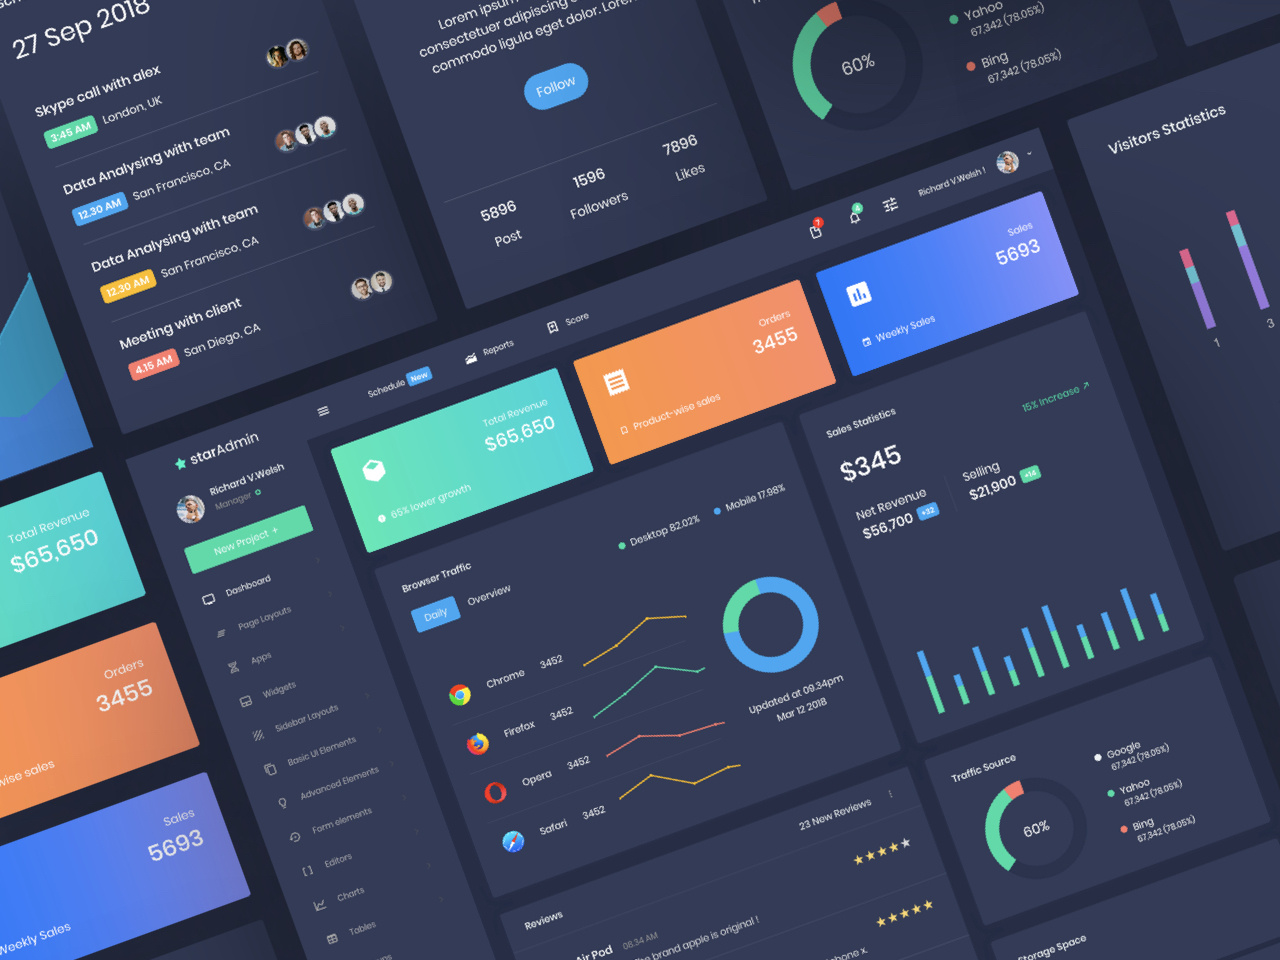 27 Sep 2018
Skype call with alex
3:45 AM London, UK
Data Analysing with team
12.30 AM San Francisco, CA
Data Analysing with team
12.30 AM San Francisco, CA
Meeting with client
4.15 AM San Diego, CA
Lorem ipsum
consectetuer adipiscing
commodo ligula eget dolor. Lorem
Follow
5896
Post
1596
Followers
7896
Likes
60%
Yahoo
67,342 (78.05%)
Bing
67,342 (78.05%)
Visitors Statistics
1
3
7
4
Richard V.Welsh !
Schedule New
Reports
Score
starAdmin
Richard V.Welsh
Manager
New Project +
Dashboard
Page Layouts
Apps
Widgets
Sidebar Layouts
Basic UI Elements
Advanced Elements
Form elements
Editors
Charts
Tables
Total Revenue
$65,650
65% lower growth
Orders
3455
Product-wise sales
Sales
5693
Weekly Sales
Total Revenue
$65,650
Orders
3455
wise sales
Sales
5693
Weekly Sales
Browser Traffic
Desktop 82.02%
Mobile 17.98%
Daily
Overview
Chrome 3452
Firefox 3452
Opera 3452
Safari 3452
Updated at 09.34pm
Mar 12 2018
Sales Statistics
15% Increase
$345
Net Revenue
$56,700 +32
Selling
$21,900 +14
Traffic Source
60%
Google
67,342 (78.05%)
Yahoo
67,342 (78.05%)
Bing
67,342 (78.05%)
Reviews
23 New Reviews
Air Pod 08.34 AM
The brand apple is original !
phone x.
Storage Space